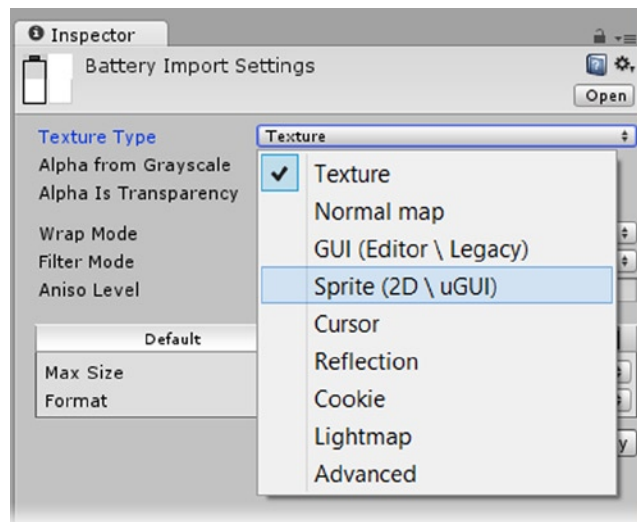 Inspector
Battery Import Settings
Open
Texture Type
Texture
Alpha from Grayscale
Alpha Is Transparency
Wrap Mode
Filter Mode
Aniso Level
Texture
Normal map
GUI (Editor \ Legacy)
Sprite (2D \ uGUI)
Cursor
Reflection
Cookie
Lightmap
Advanced
Default
Max Size
Format